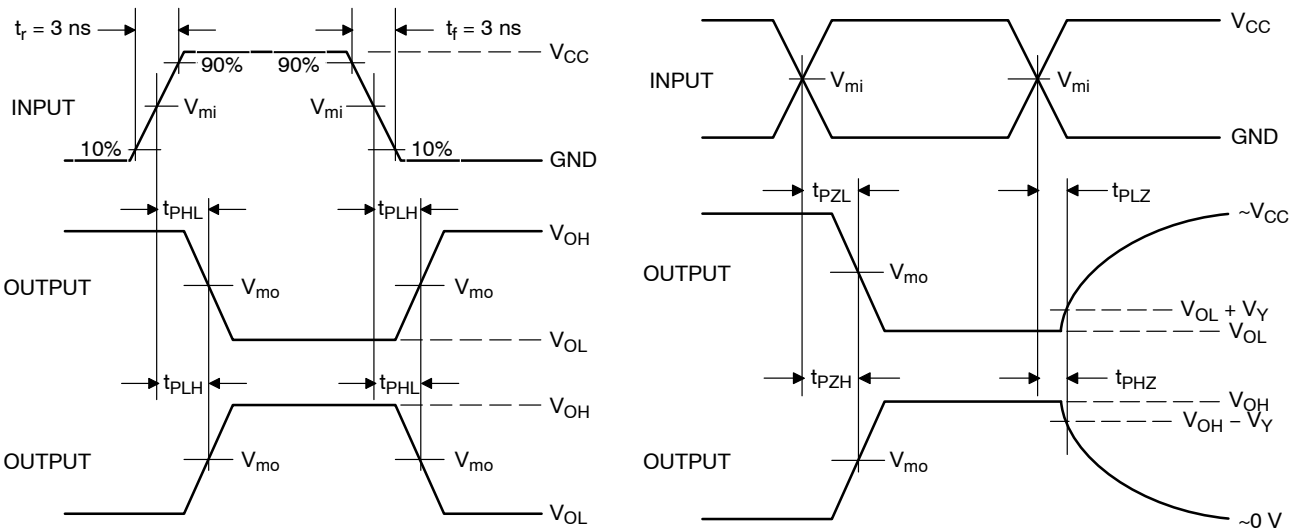 t_r = 3 ns
t_f = 3 ns
V_CC
90%
90%
INPUT
V_mi
V_mi
10%
10%
GND
t_PHL
t_PLH
V_OH
OUTPUT
V_mo
V_mo
V_OL
t_PLH
t_PHL
V_OH
OUTPUT
V_mo
V_mo
V_OL
V_CC
INPUT
V_mi
V_mi
GND
t_PZL
t_PLZ
~V_CC
OUTPUT
V_mo
V_OL + V_Y
V_OL
t_PZH
t_PHZ
V_OH
V_OH – V_Y
OUTPUT
V_mo
~0 V